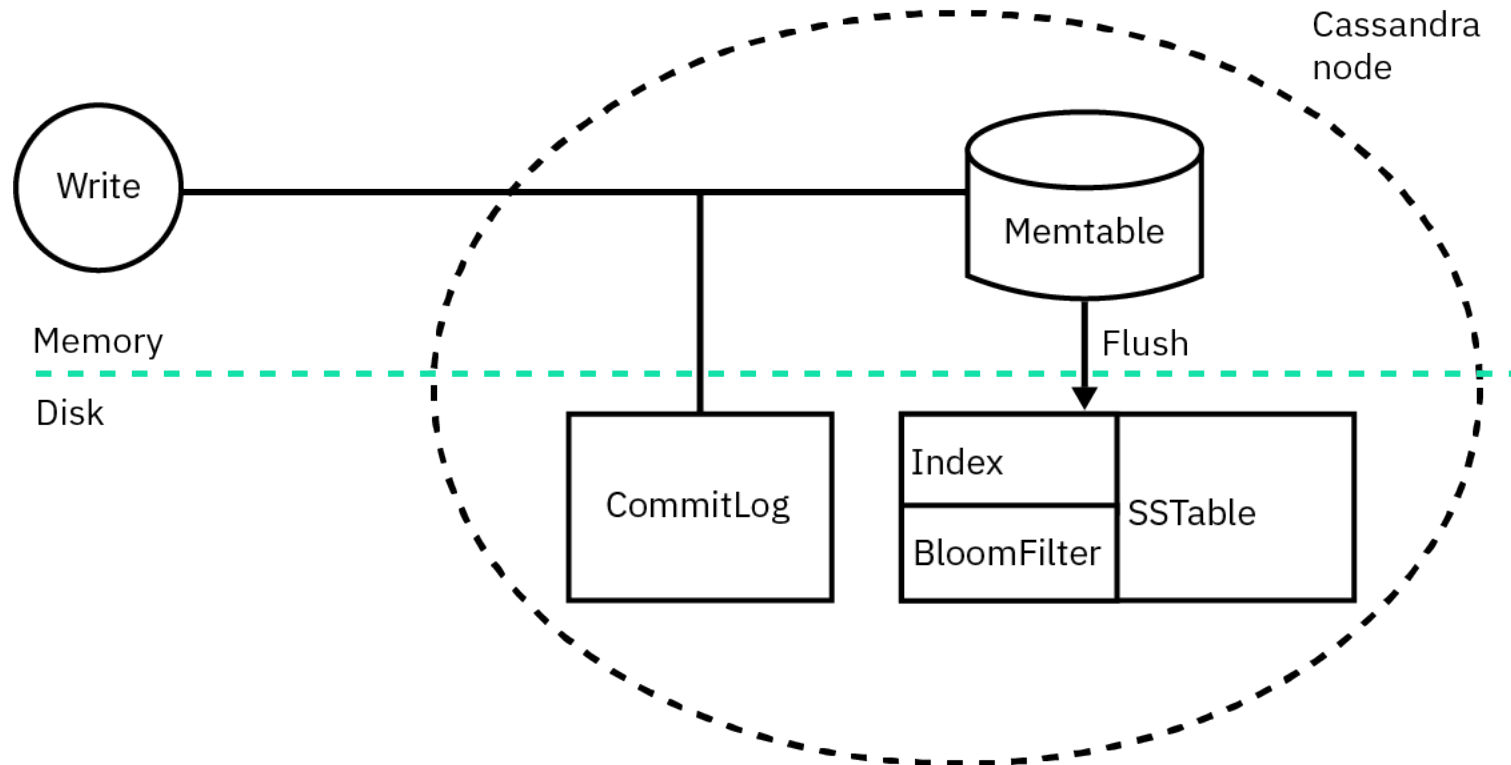 Cassandra
node
Write
Memtable
Memory
Flush
Disk
Index
CommitLog
SSTable
BloomFilter